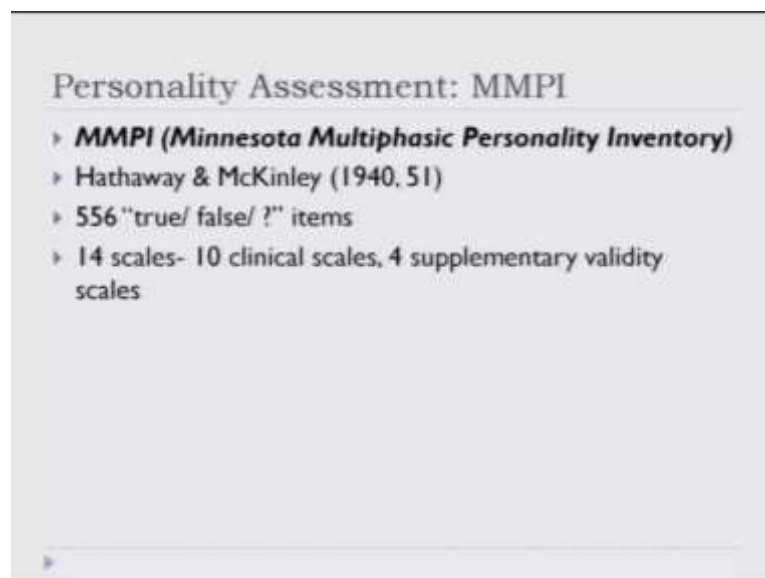 Personality Assessment: MMPI
MMPI (Minnesota Multiphasic Personality Inventory)
Hathaway & McKinley (1940, 51)
556 "true/ false/ ?" items
14 scales- 10 clinical scales, 4 supplementary validity
scales